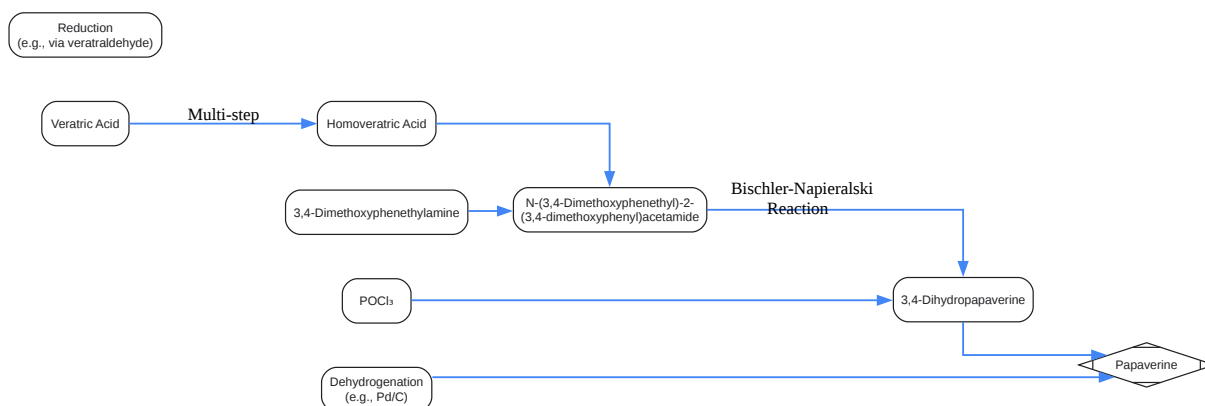 Reduction
(e.g., via veratraldehyde)
Veratric Acid
Multi-step
Homoveratric Acid
3,4-Dimethoxyphenethylamine
N-(3,4-Dimethoxyphenethyl)-2-
(3,4-dimethoxyphenyl)acetamide
Bischler-Napieralski
Reaction
POCl₃
3,4-Dihydropapaverine
Dehydrogenation
(e.g., Pd/C)
Papaverine